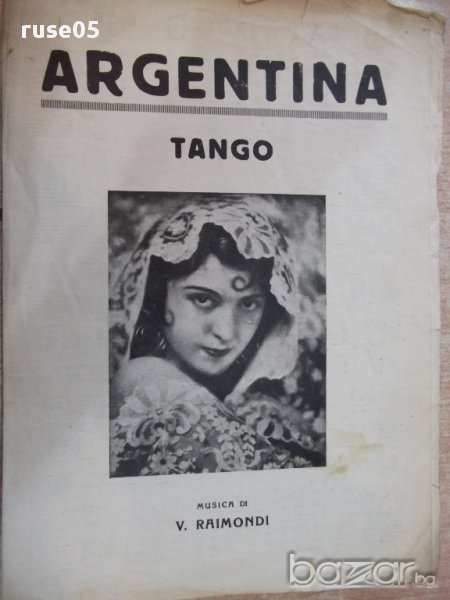 ruse05
ARGENTINA
TANGO
MUSICA DI
V. RAIMONDI
bazar.bg